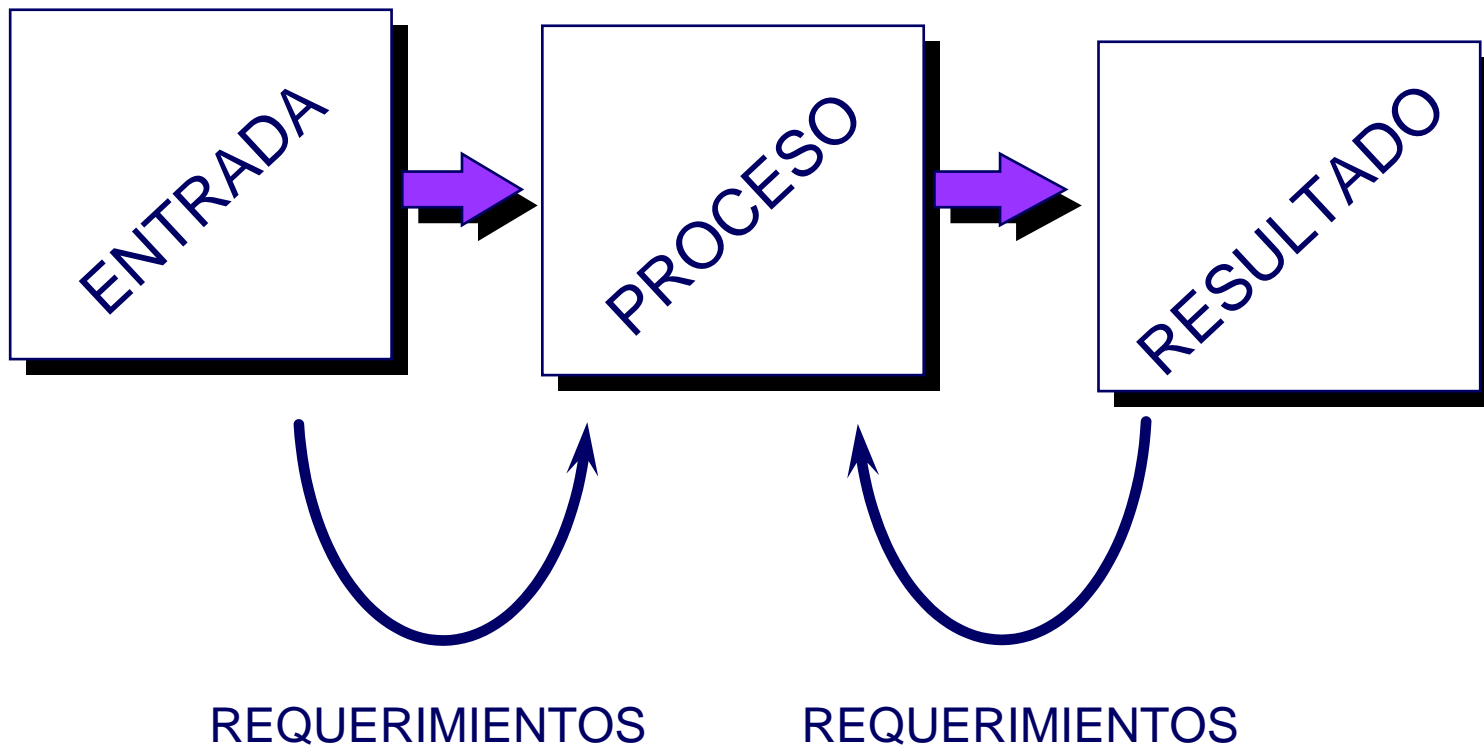 ENTRADA
PROCESO
RESULTADO
REQUERIMIENTOS
REQUERIMIENTOS